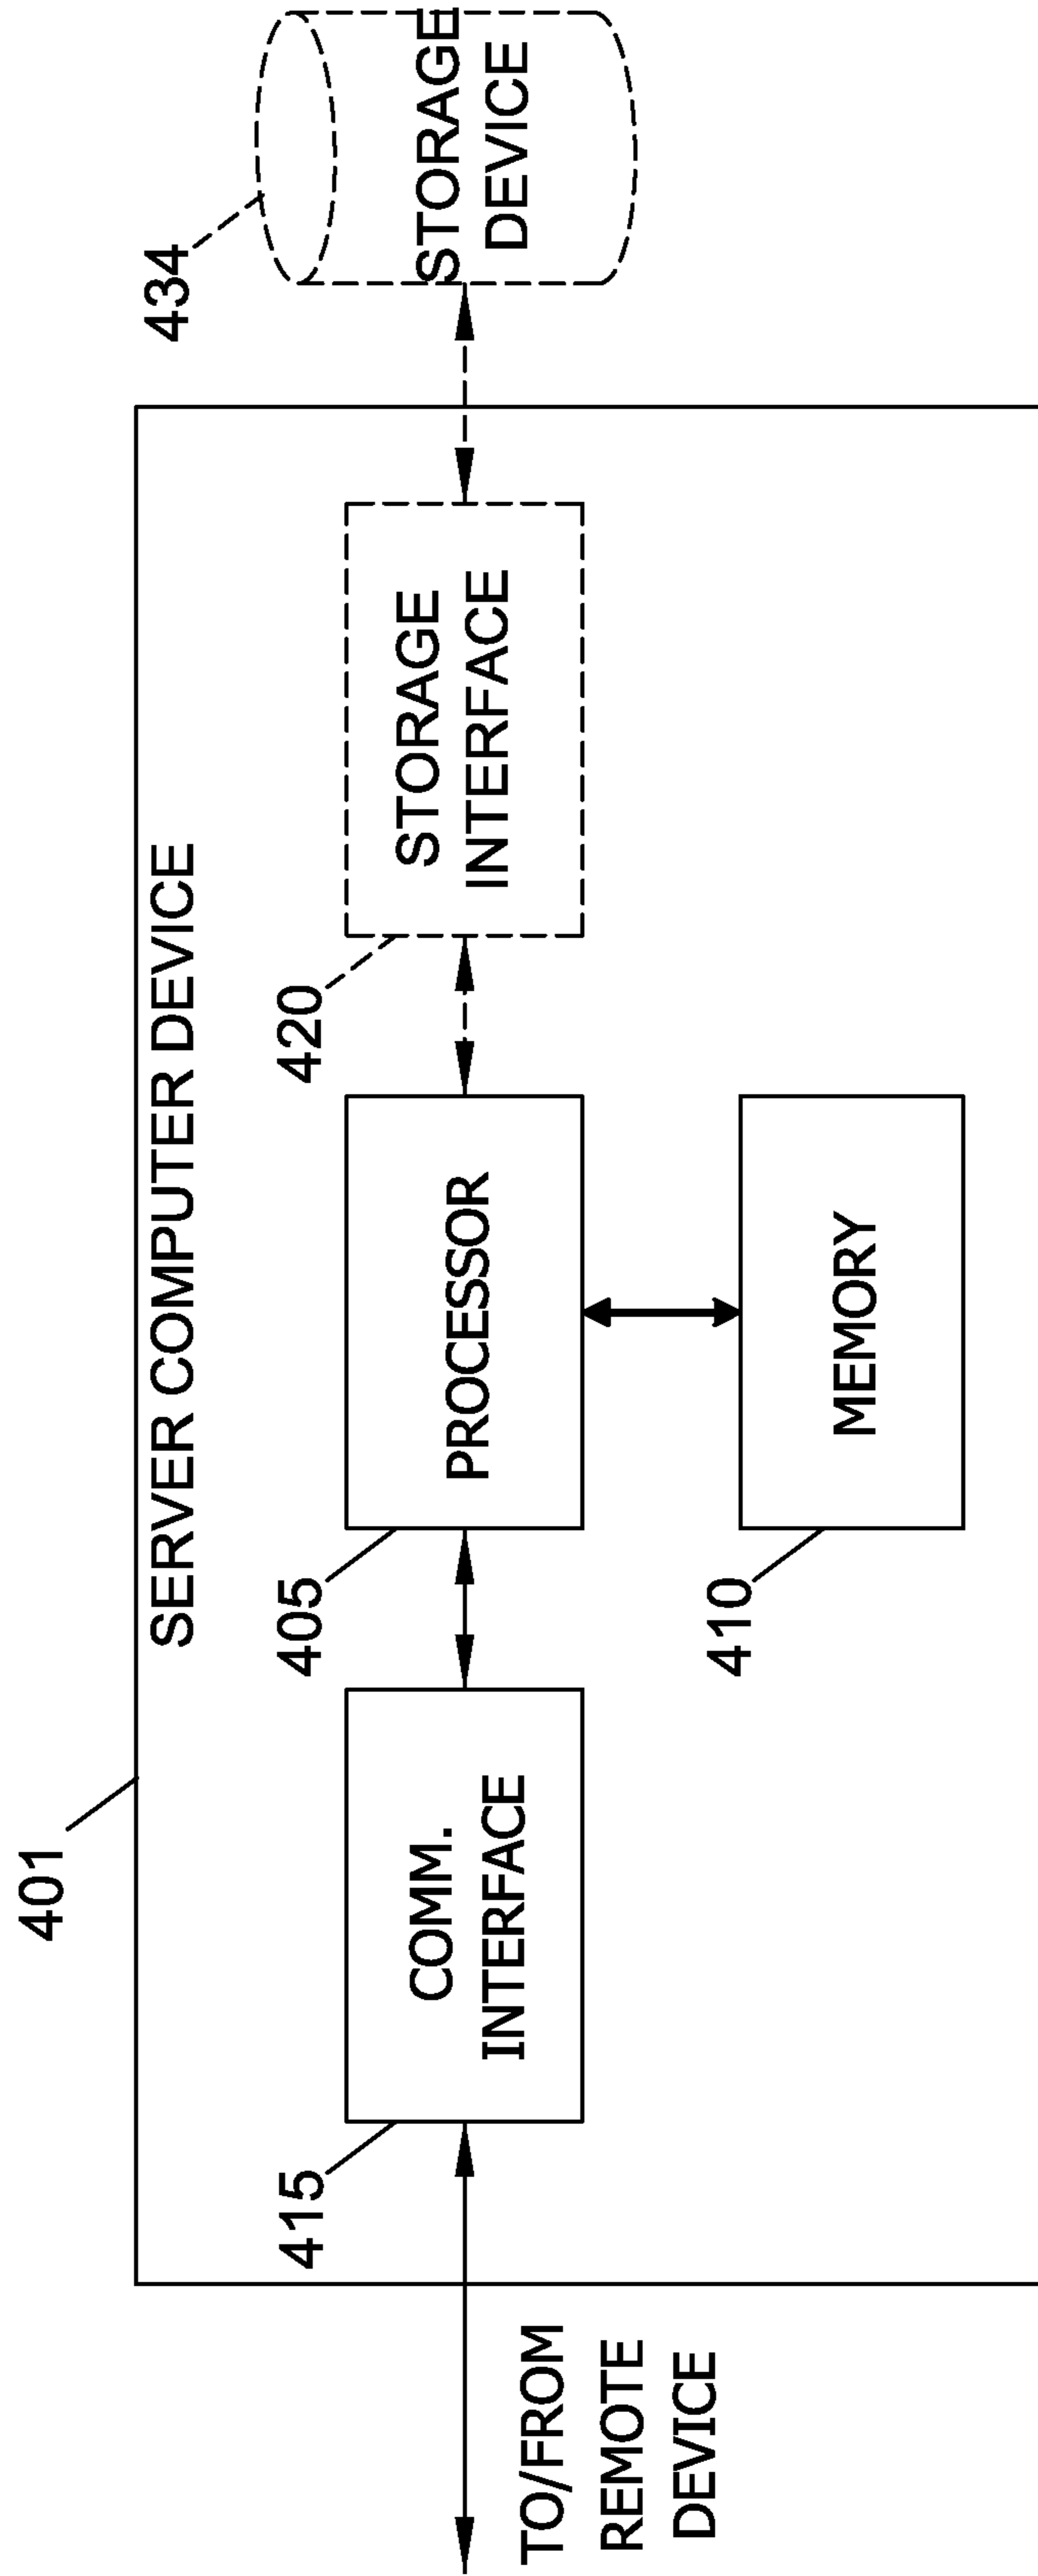 401
SERVER COMPUTER DEVICE
434
415
405
420
COMM.
INTERFACE
PROCESSOR
STORAGE
INTERFACE
STORAGE
DEVICE
TO/FROM
REMOTE
DEVICE
410
MEMORY